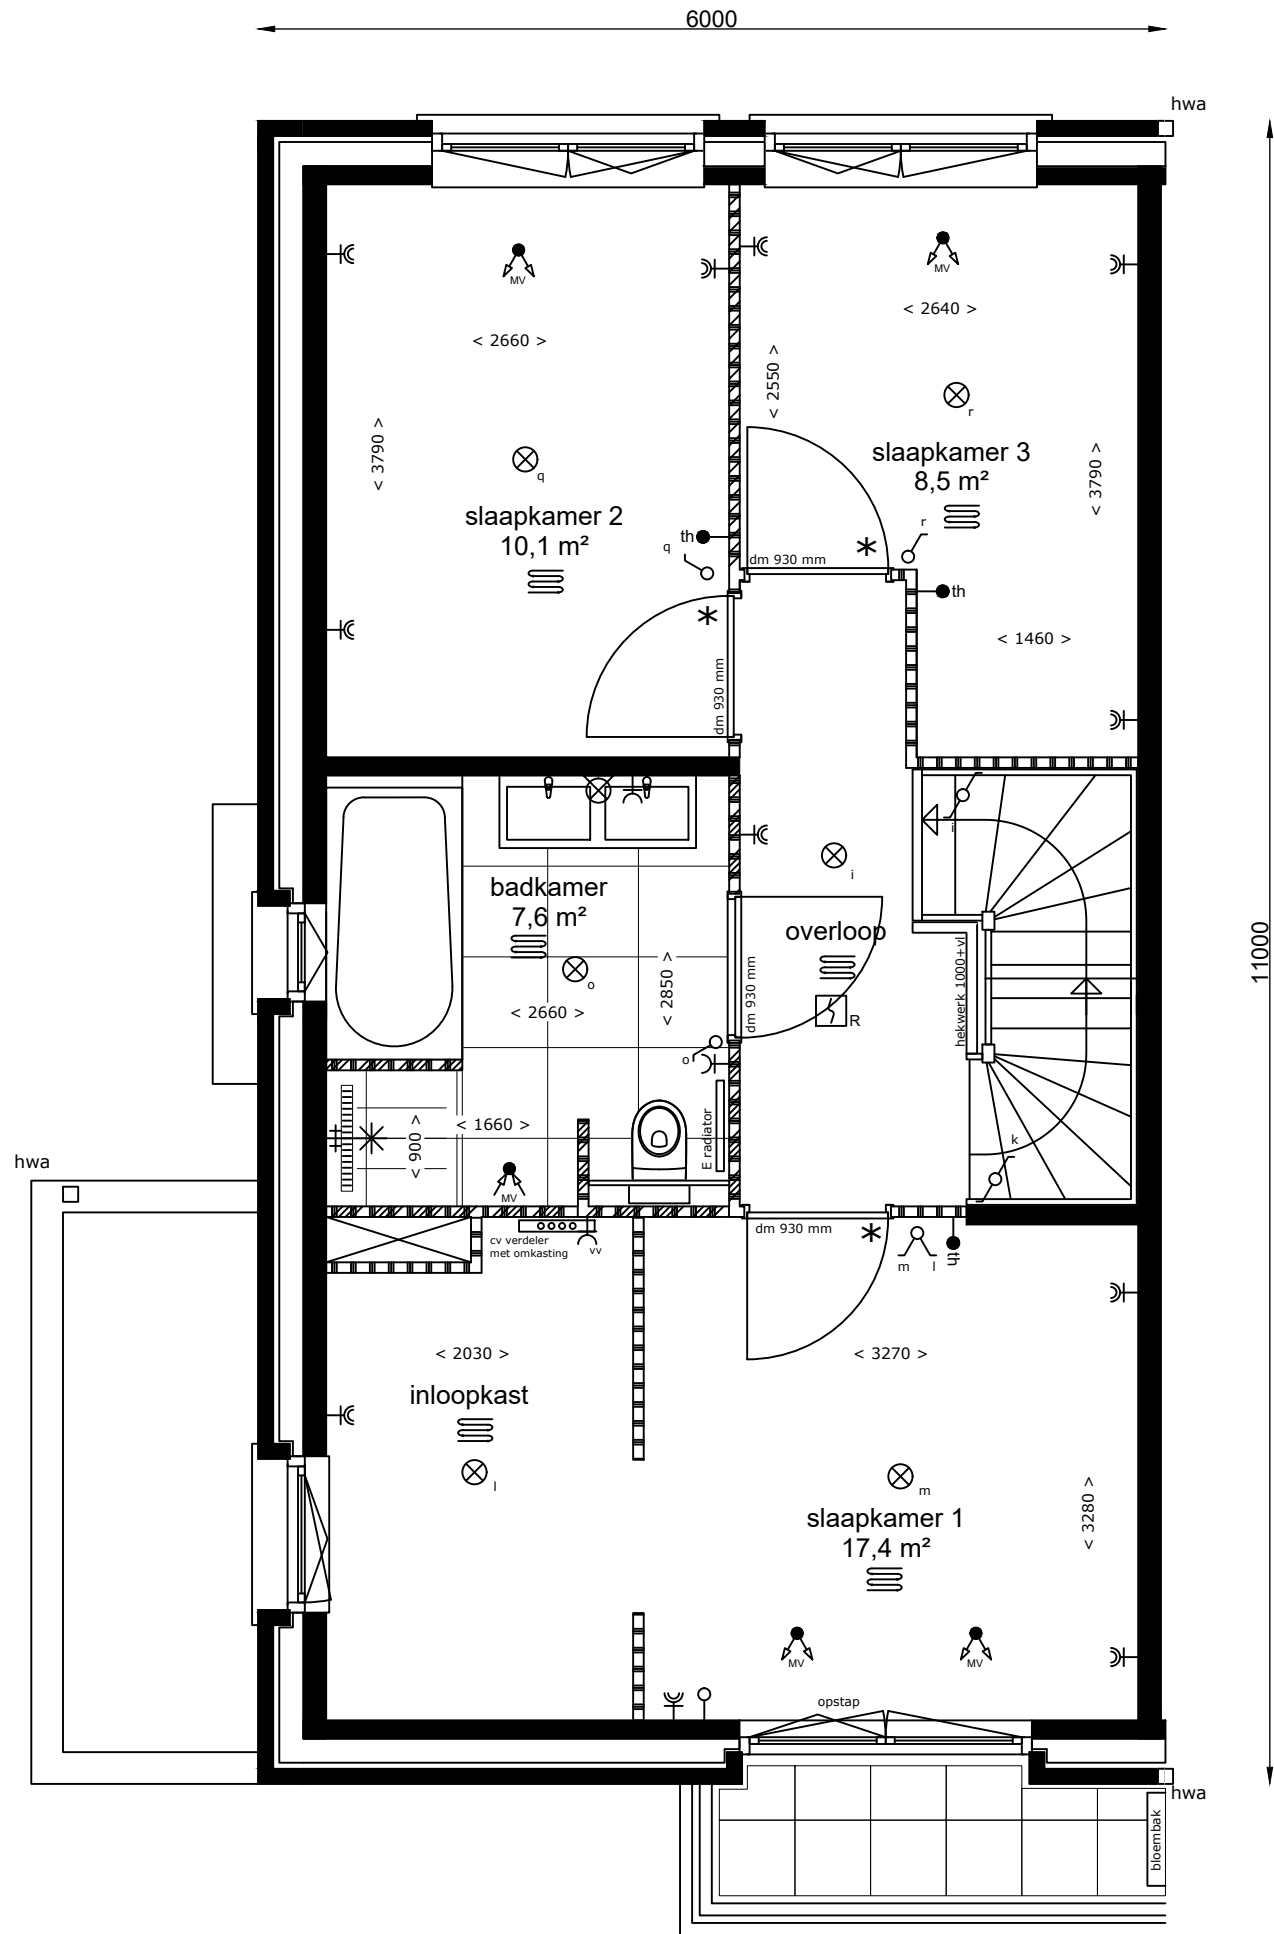 6000
hwa
MV
MV
< 2660 >
< 2640 >
< 2550 >
< 3790 >
< 3790 >
q
r
slaapkamer 3
8,5 m²
slaapkamer 2
10,1 m²
th
q
r
dm 930 mm
*
th
*
dm 930 mm
< 1460 >
i
i
badkamer
7,6 m²
overloop
o
< 2660 >
< 2850 >
dm 930 mm
R
hekwerk 1000+vl
11000
o
< 1660 >
< 900 >
E radiator
k
hwa
MV
cv verdeler
met omkasting
vv
dm 930 mm
*
m
l
th
< 2030 >
< 3270 >
inloopkast
l
m
< 3280 >
slaapkamer 1
17,4 m²
MV
MV
opstap
hwa
bloembak